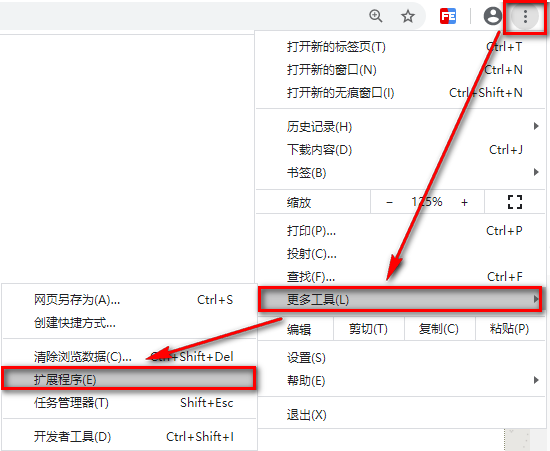 FE
打开新的标签页(T) Ctrl+T
打开新的窗口(N) Ctrl+N
打开新的无痕窗口(I) Ctrl+Shift+N
历史记录(H)
下载内容(D) Ctrl+J
书签(B)
缩放 − 125% +
打印(P)... Ctrl+P
投射(C)...
查找(F)... Ctrl+F
更多工具(L)
编辑 剪切(T) 复制(C) 粘贴(P)
设置(S)
帮助(E)
退出(X)
网页另存为(A)... Ctrl+S
创建快捷方式...
清除浏览数据(C)... Ctrl+Shift+Del
扩展程序(E)
任务管理器(T) Shift+Esc
开发者工具(D) Ctrl+Shift+I